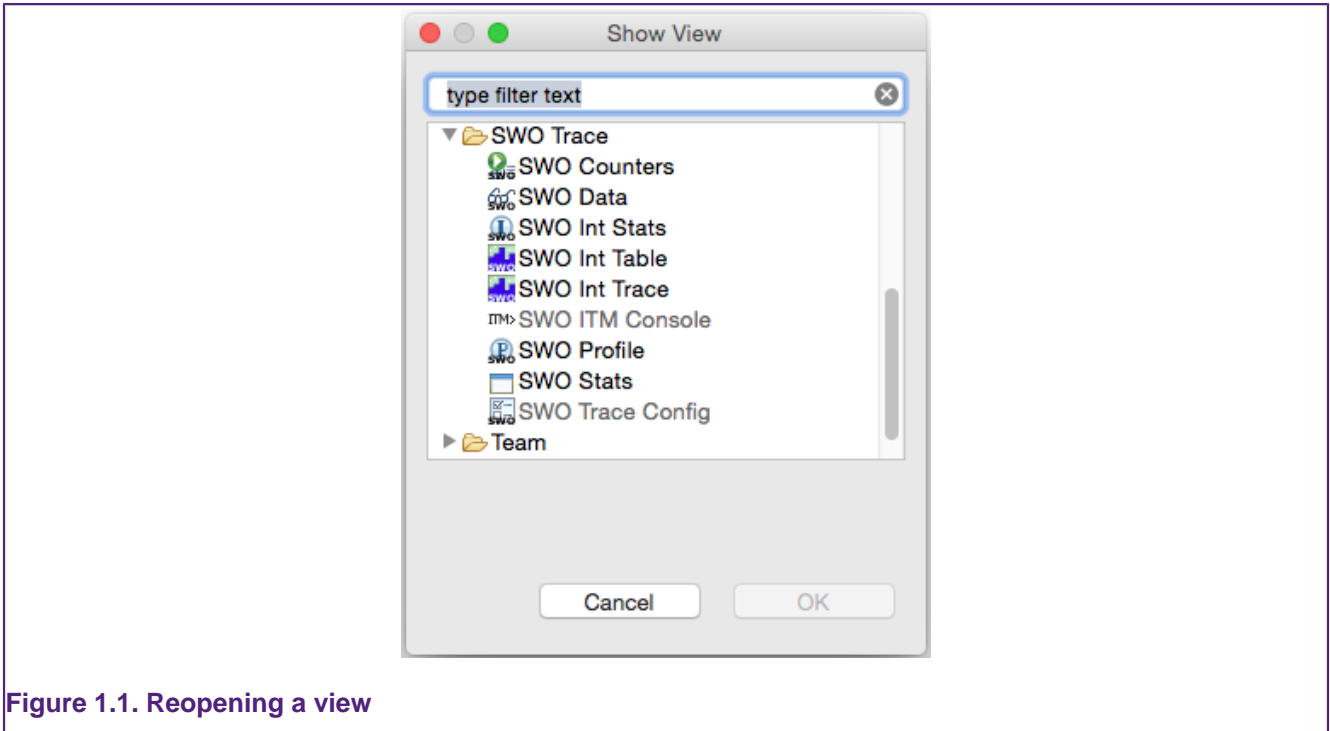 Show View
type filter text
SWO Trace
SWO Counters
SWO Data
SWO Int Stats
SWO Int Table
SWO Int Trace
ITM> SWO ITM Console
SWO Profile
SWO Stats
SWO Trace Config
Team
Cancel OK
Figure 1.1. Reopening a view